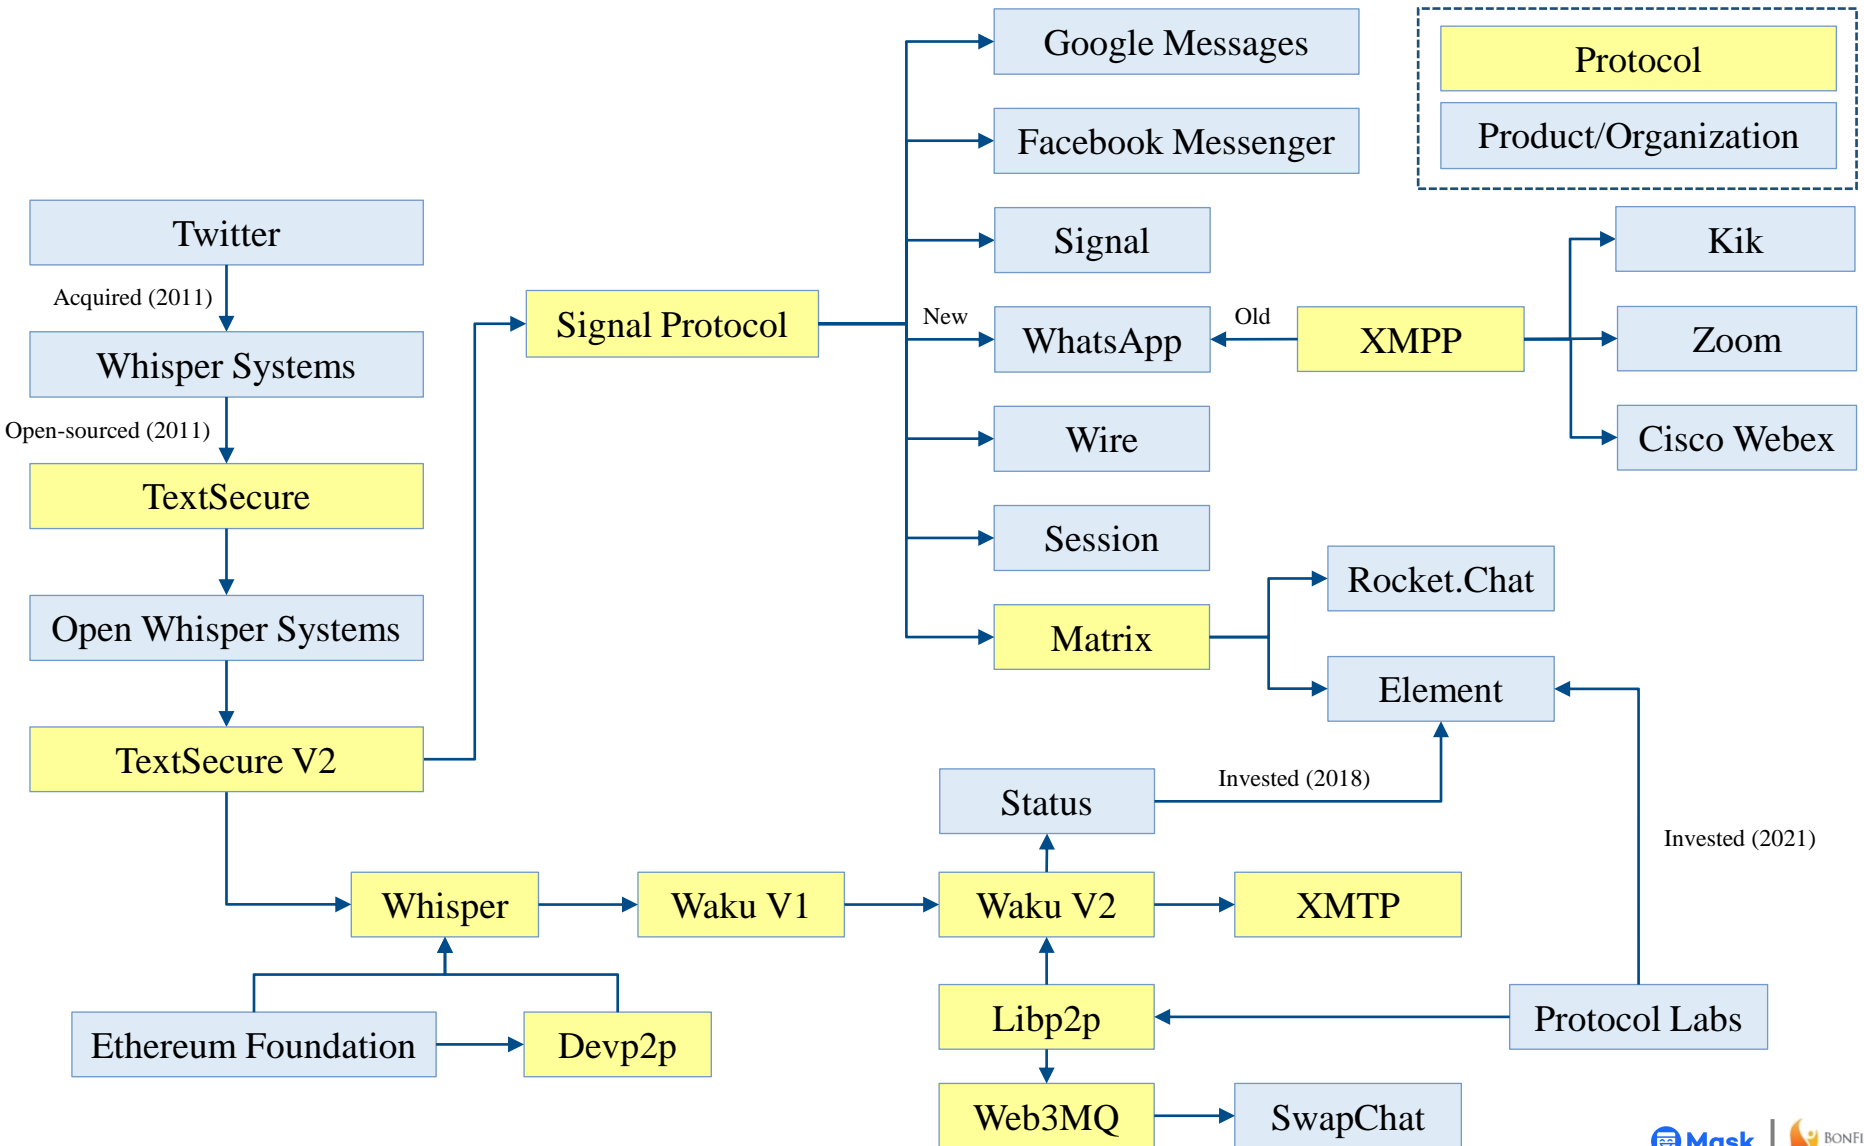 Google Messages
Protocol
Facebook Messenger
Product/Organization
Twitter
Signal
Kik
Acquired (2011)
Signal Protocol
New
Old
Whisper Systems
WhatsApp
XMPP
Zoom
Open-sourced (2011)
Wire
Cisco Webex
TextSecure
Session
Rocket.Chat
Open Whisper Systems
Matrix
Element
TextSecure V2
Invested (2018)
Status
Invested (2021)
Whisper
Waku V1
Waku V2
XMTP
Ethereum Foundation
Devp2p
Libp2p
Protocol Labs
Web3MQ
SwapChat
Mask